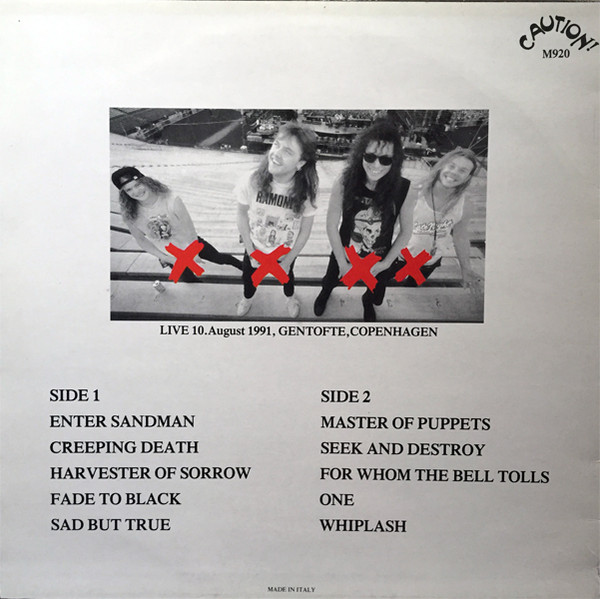 CAUTION!
M920
RAMONE
LIVE 10.August 1991, GENTOFTE,COPENHAGEN
SIDE 1
ENTER SANDMAN
CREEPING DEATH
HARVESTER OF SORROW
FADE TO BLACK
SAD BUT TRUE
SIDE 2
MASTER OF PUPPETS
SEEK AND DESTROY
FOR WHOM THE BELL TOLLS
ONE
WHIPLASH
MADE IN ITALY